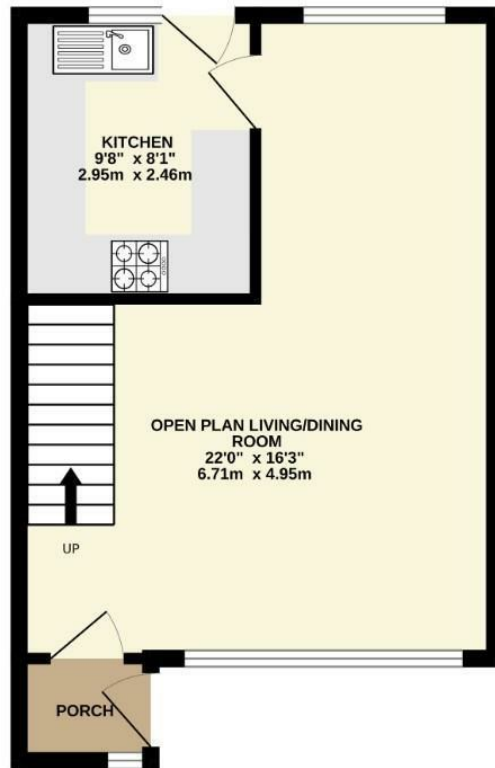 KITCHEN
9'8" x 8'1"
2.95m x 2.46m
OPEN PLAN LIVING/DINING
ROOM
22'0" x 16'3"
6.71m x 4.95m
UP
PORCH